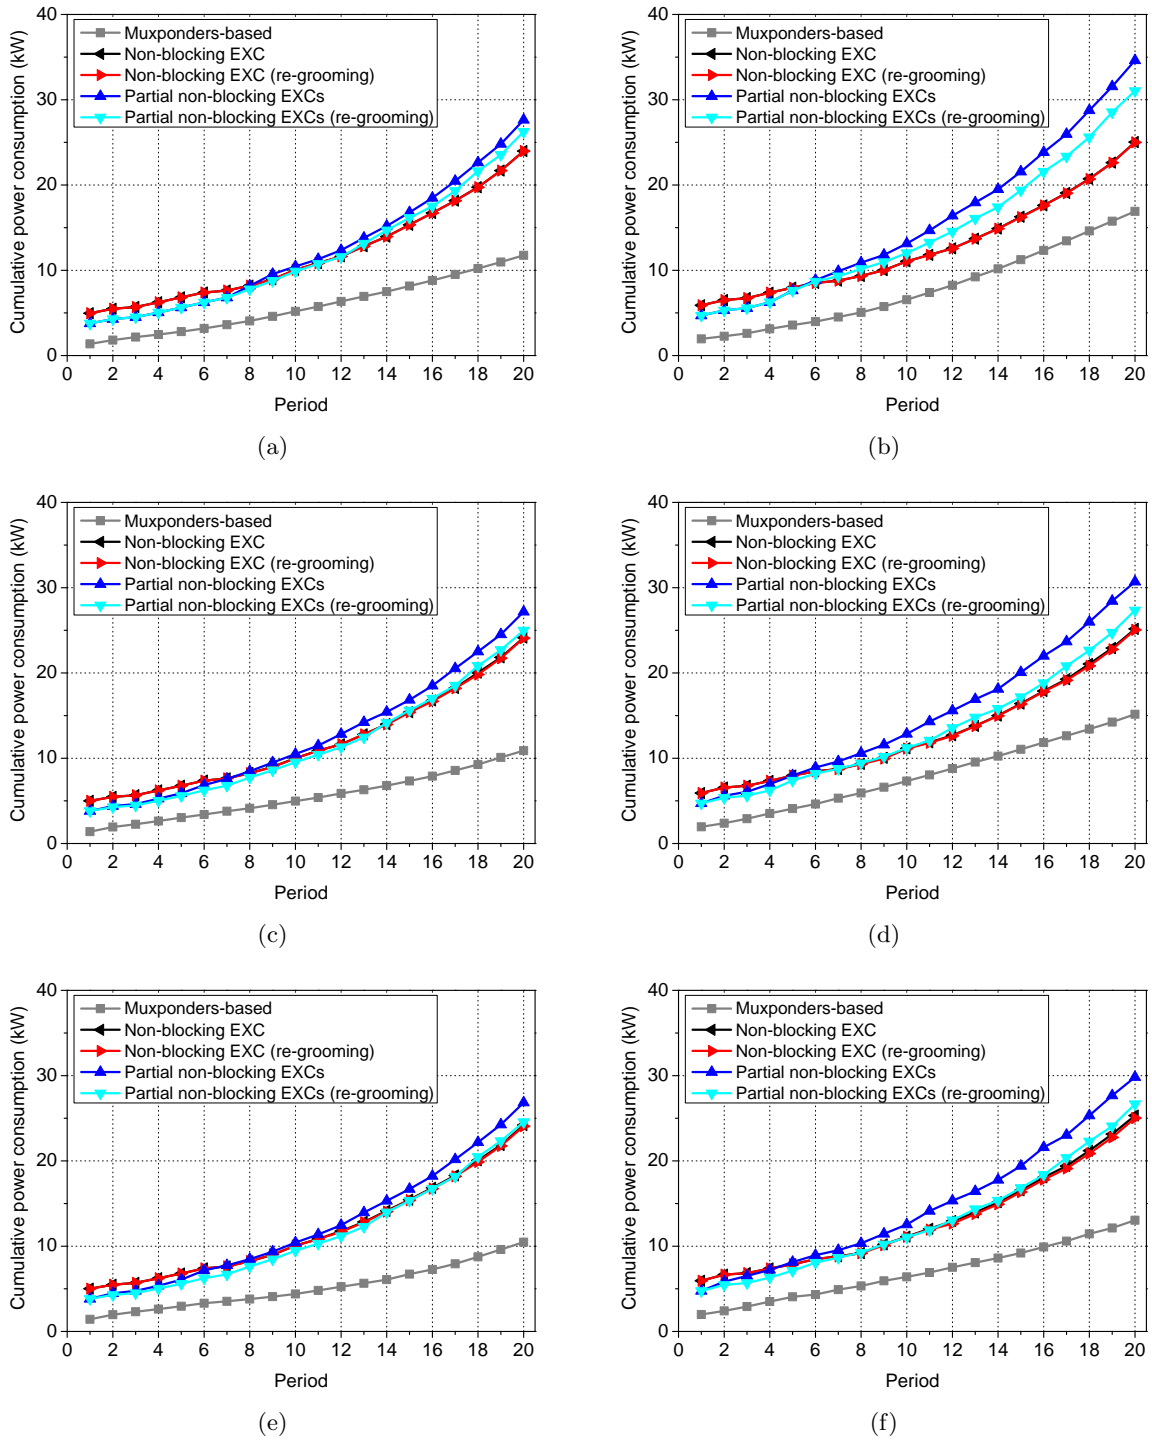 40
30
20
10
0
Cumulative power consumption (kW)
Muxponders-based
Non-blocking EXC
Non-blocking EXC (re-grooming)
Partial non-blocking EXCs
Partial non-blocking EXCs (re-grooming)
0 2 4 6 8 10 12 14 16 18 20
Period
(a)
40
30
20
10
0
Cumulative power consumption (kW)
Muxponders-based
Non-blocking EXC
Non-blocking EXC (re-grooming)
Partial non-blocking EXCs
Partial non-blocking EXCs (re-grooming)
0 2 4 6 8 10 12 14 16 18 20
Period
(b)
40
30
20
10
0
Cumulative power consumption (kW)
Muxponders-based
Non-blocking EXC
Non-blocking EXC (re-grooming)
Partial non-blocking EXCs
Partial non-blocking EXCs (re-grooming)
0 2 4 6 8 10 12 14 16 18 20
Period
(c)
40
30
20
10
0
Cumulative power consumption (kW)
Muxponders-based
Non-blocking EXC
Non-blocking EXC (re-grooming)
Partial non-blocking EXCs
Partial non-blocking EXCs (re-grooming)
0 2 4 6 8 10 12 14 16 18 20
Period
(d)
40
30
20
10
0
Cumulative power consumption (kW)
Muxponders-based
Non-blocking EXC
Non-blocking EXC (re-grooming)
Partial non-blocking EXCs
Partial non-blocking EXCs (re-grooming)
0 2 4 6 8 10 12 14 16 18 20
Period
(e)
40
30
20
10
0
Cumulative power consumption (kW)
Muxponders-based
Non-blocking EXC
Non-blocking EXC (re-grooming)
Partial non-blocking EXCs
Partial non-blocking EXCs (re-grooming)
0 2 4 6 8 10 12 14 16 18 20
Period
(f)